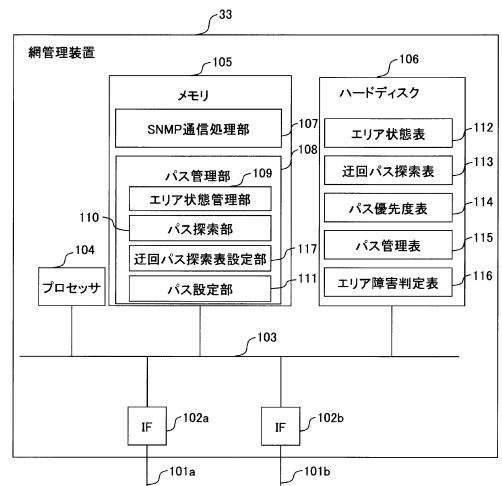 33
網管理装置
105
メモリ
SNMP通信処理部
107
108
パス管理部
109
エリア状態管理部
110
パス探索部
117
迂回パス探索表設定部
111
パス設定部
106
ハードディスク
エリア状態表
112
迂回パス探索表
113
パス優先度表
114
パス管理表
115
エリア障害判定表
116
104
プロセッサ
103
IF
102a
IF
102b
101a
101b